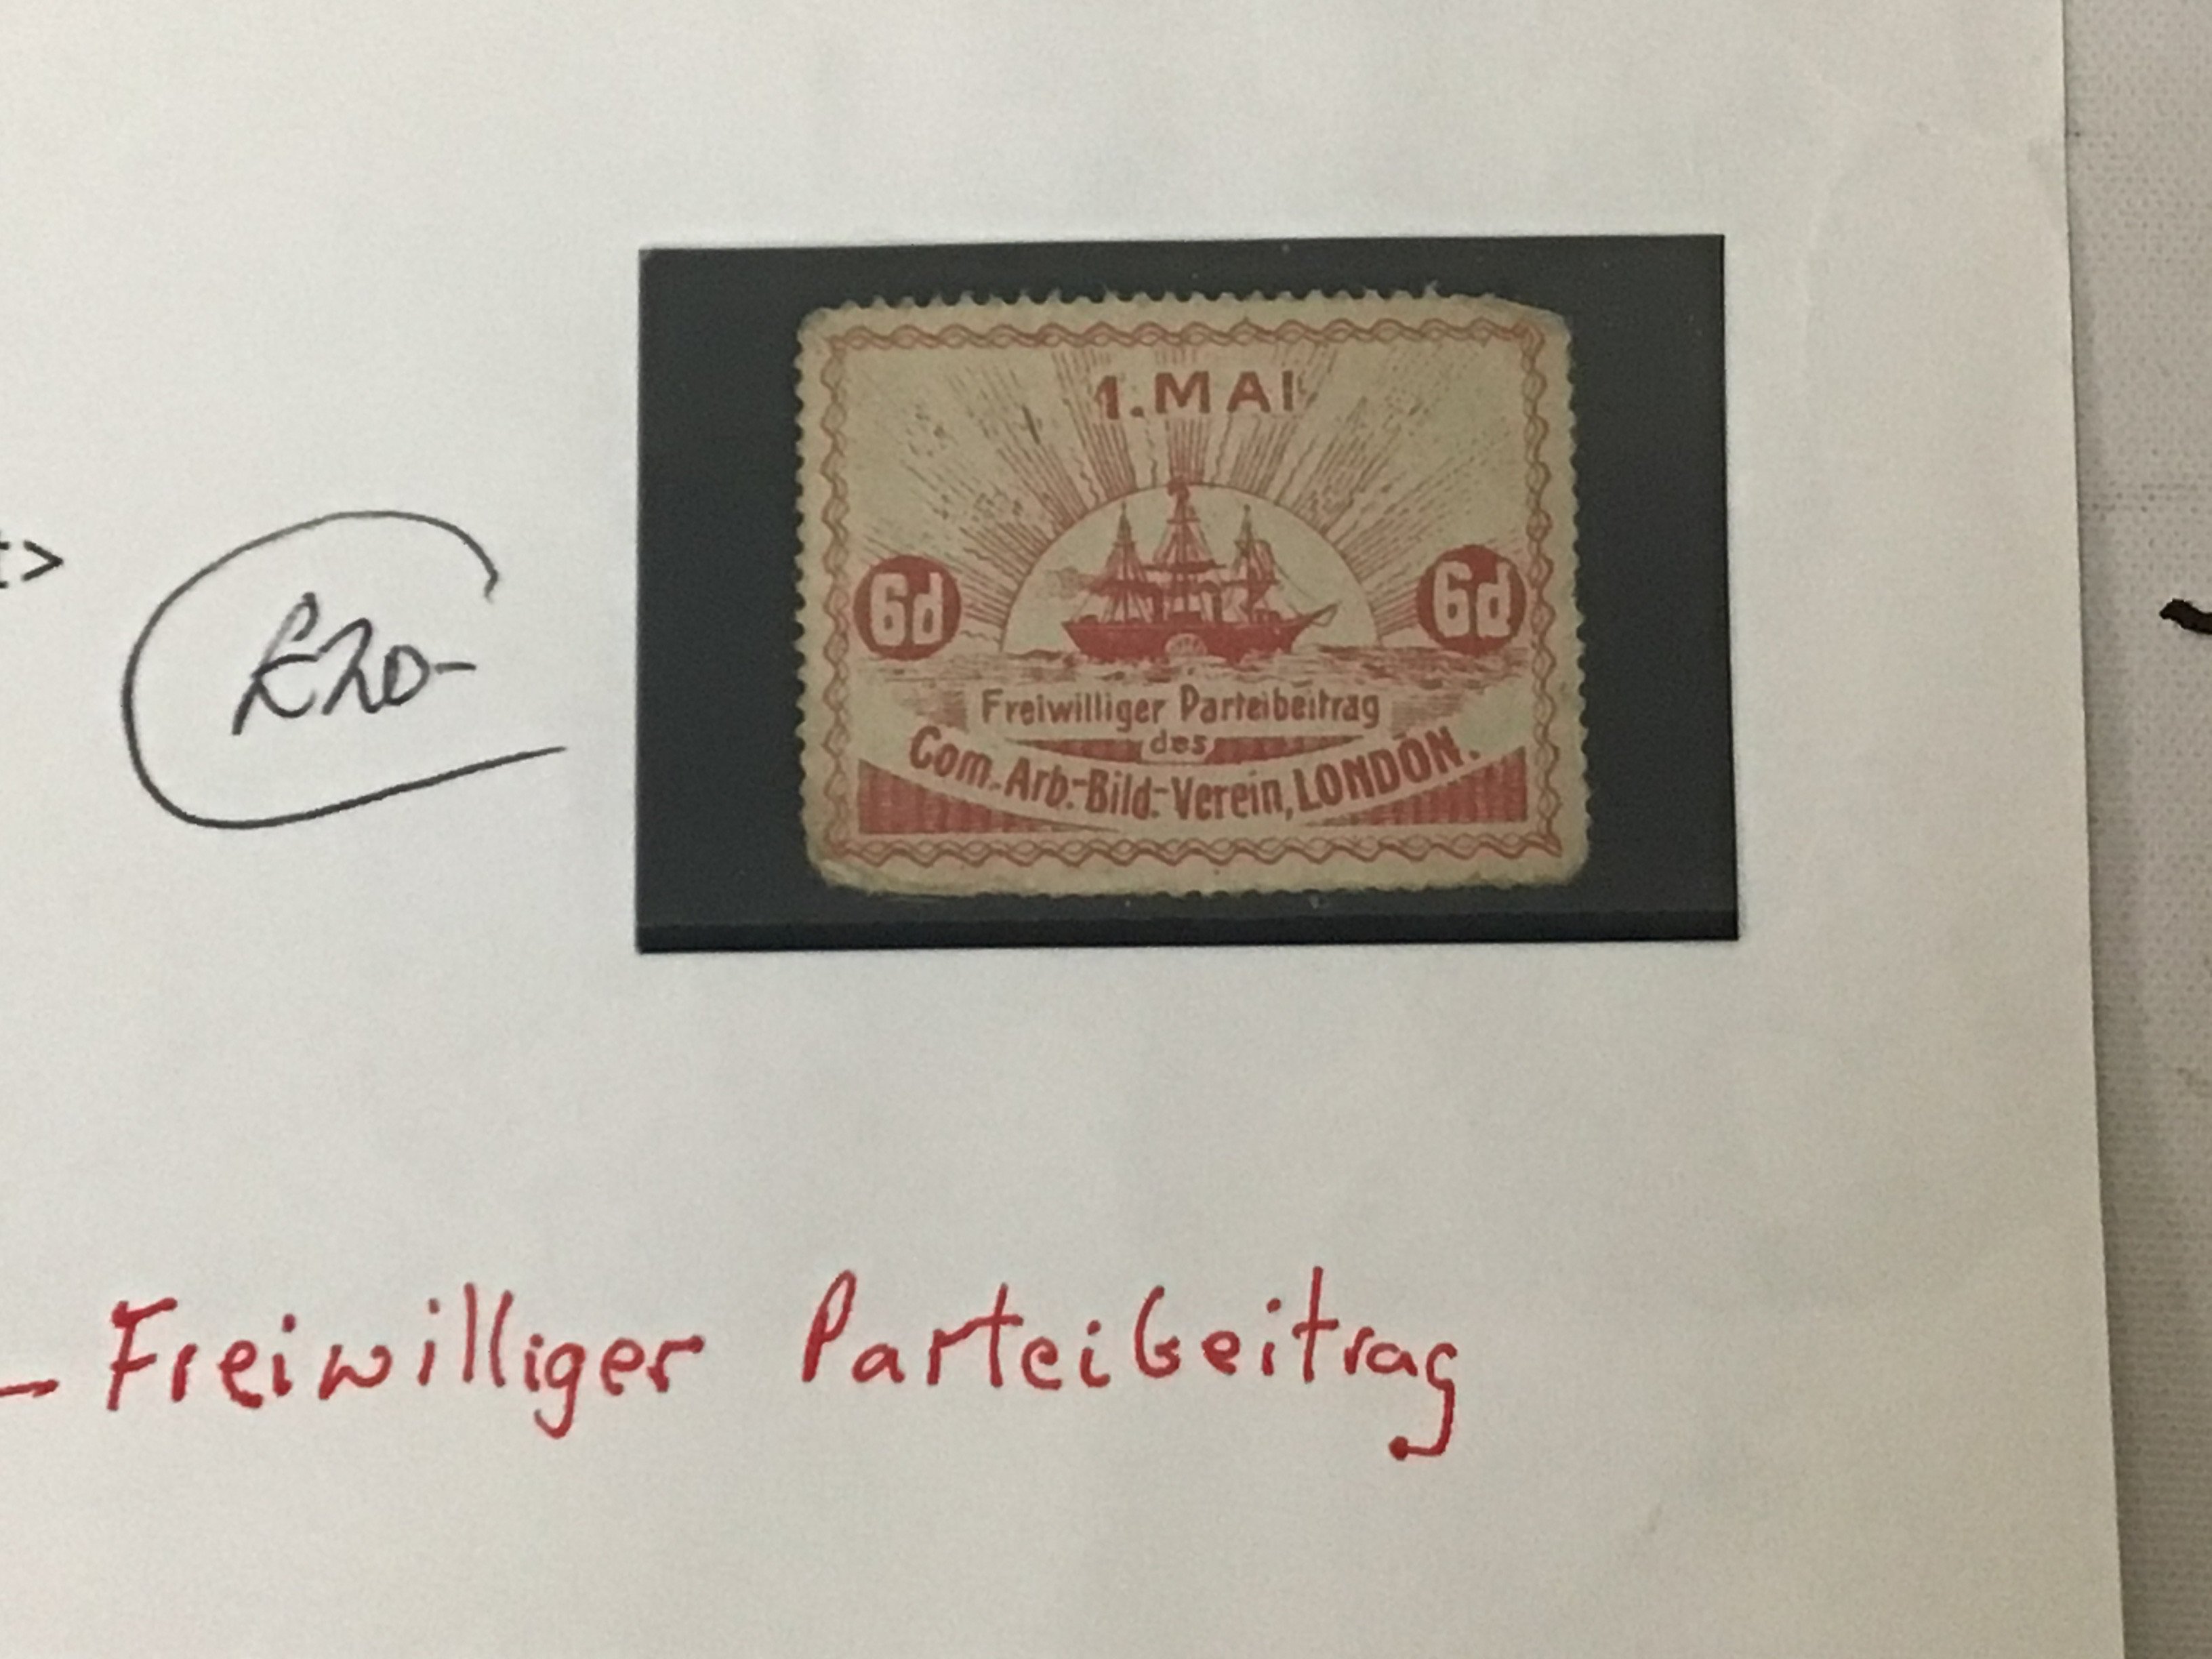 1. MAI
6d 6d
Freiwilliger Parteibeitrag
des
Com. Arb.-Bild.-Verein, LONDON.
>
£20-
- Freiwilliger Parteibeitrag